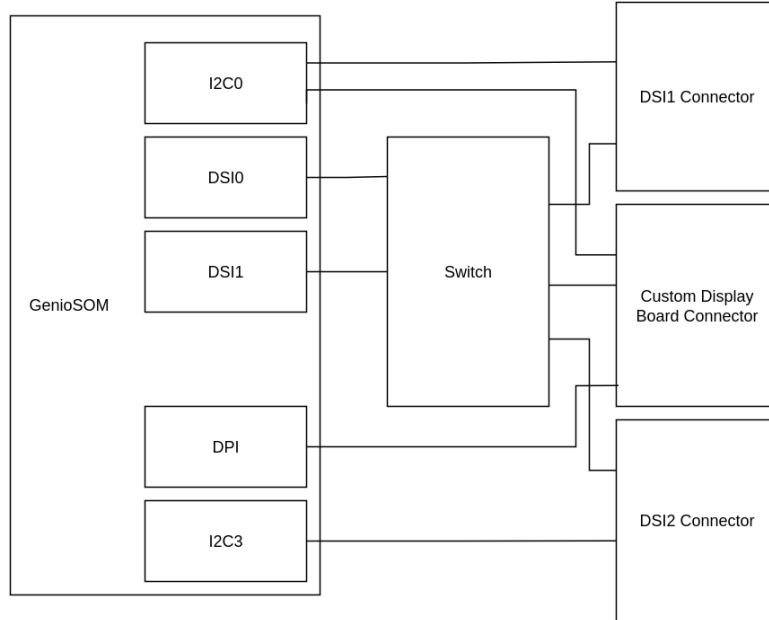 I2C0
DSI1 Connector
DSI0
DSI1
Switch
GenioSOM
Custom Display
Board Connector
DPI
DSI2 Connector
I2C3